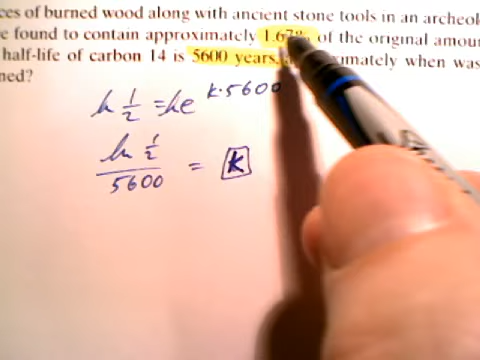 ces of burned wood along with ancient stone tools in an archeol
e found to contain approximately 1.67% of the original amou
half-life of carbon 14 is 5600 years, when was
ned?
ln 1/2 = ln e^k·5600
ln 1/2 / 5600 = k